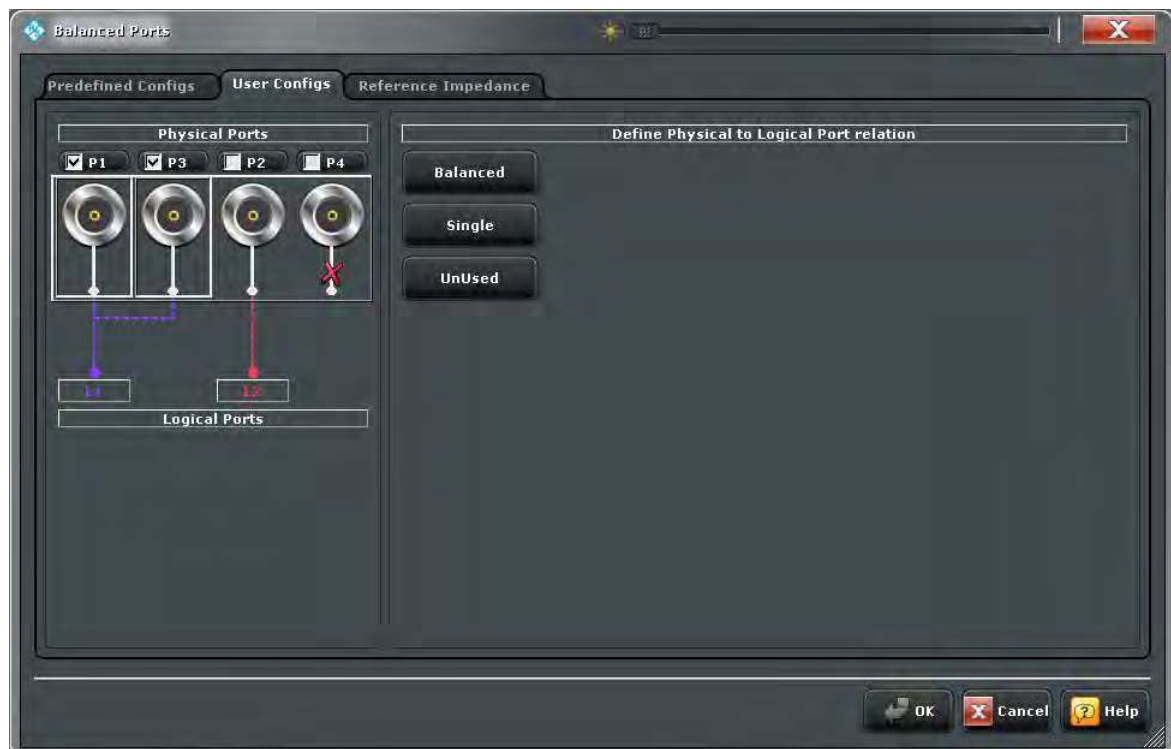 Balanced Ports
Predefined Configs User Configs Reference Impedance
Physical Ports
P1 P3 P2 P4
L1 L2
Logical Ports
Define Physical to Logical Port relation
Balanced
Single
UnUsed
OK Cancel Help